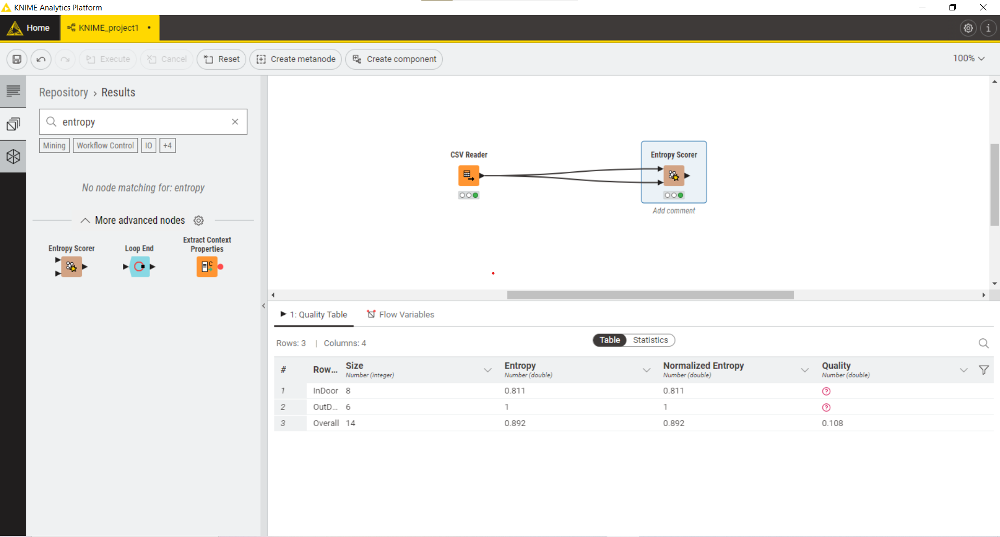 KNIME Analytics Platform
Home
KNIME_project1
Execute
Cancel
Reset
Create metanode
Create component
100%
Repository › Results
entropy
Mining
Workflow Control
IO
+4
No node matching for: entropy
More advanced nodes
Entropy Scorer
Loop End
Extract Context
Properties
C
CSV Reader
Entropy Scorer
Add comment
1: Quality Table
Flow Variables
Rows: 3 | Columns: 4
Table
Statistics
# Row... Size Entropy Normalized Entropy Quality
Number (integer) Number (double) Number (double) Number (double)
1 InDoor 8 0.811 0.811 ?
2 OutD... 6 1 1 ?
3 Overall 14 0.892 0.892 0.108